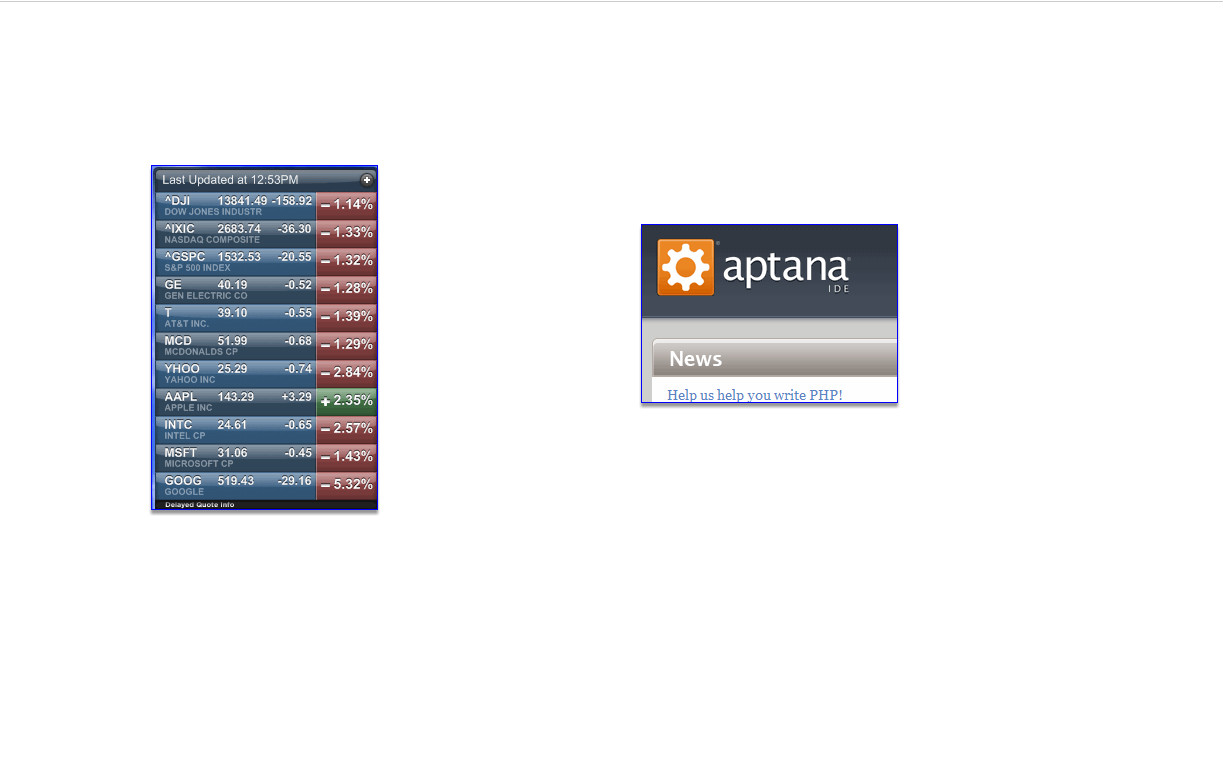 Last Updated at 12:53PM
^DJI 13841.49 -158.92 – 1.14%
DOW JONES INDUSTR
^IXIC 2683.74 -36.30 – 1.33%
NASDAQ COMPOSITE
^GSPC 1532.53 -20.55 – 1.32%
S&P 500 INDEX
GE 40.19 -0.52 – 1.28%
GEN ELECTRIC CO
T 39.10 -0.55 – 1.39%
AT&T INC.
MCD 51.99 -0.68 – 1.29%
MCDONALDS CP
YHOO 25.29 -0.74 – 2.84%
YAHOO INC
AAPL 143.29 +3.29 + 2.35%
APPLE INC
INTC 24.61 -0.65 – 2.57%
INTEL CP
MSFT 31.06 -0.45 – 1.43%
MICROSOFT CP
GOOG 519.43 -29.16 – 5.32%
GOOGLE
Delayed Quote Info
aptana
IDE
News
Help us help you write PHP!